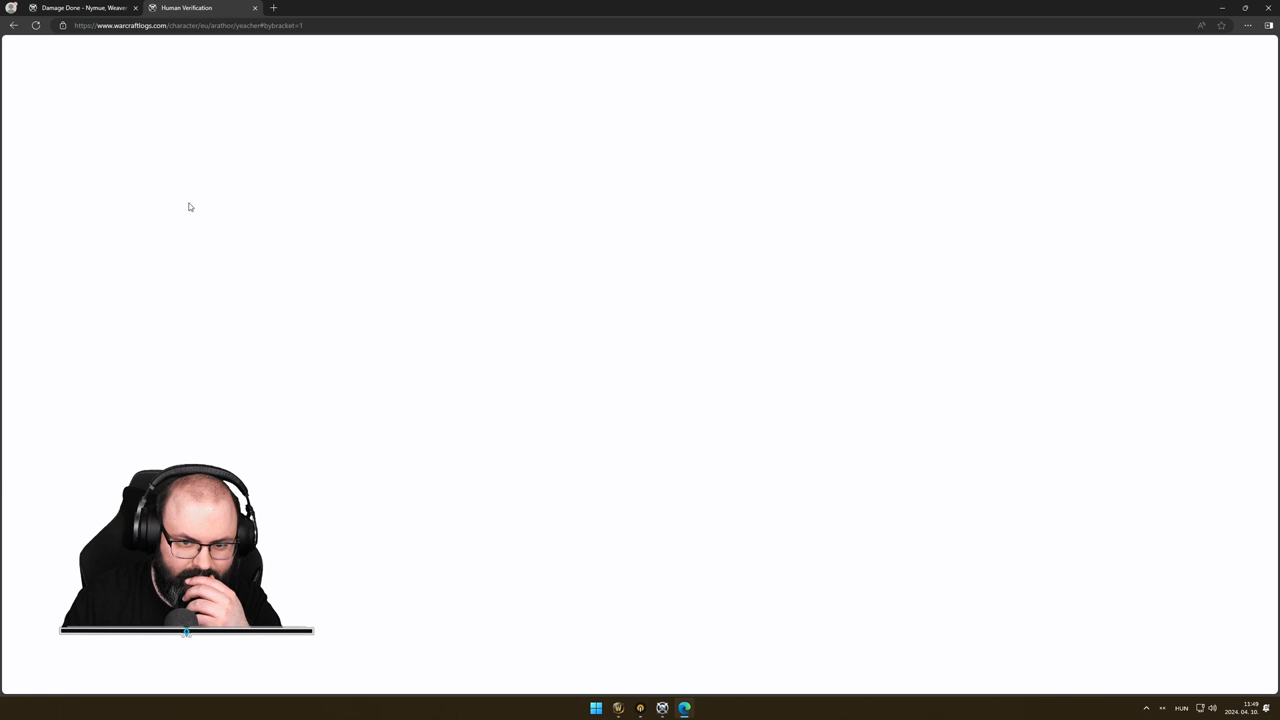 Damage Done - Nymue, Weaver
Human Verification
https://www.warcraftlogs.com/character/eu/arathor/yeacher#bybracket=1
HUN
11:49
2024. 04. 10.